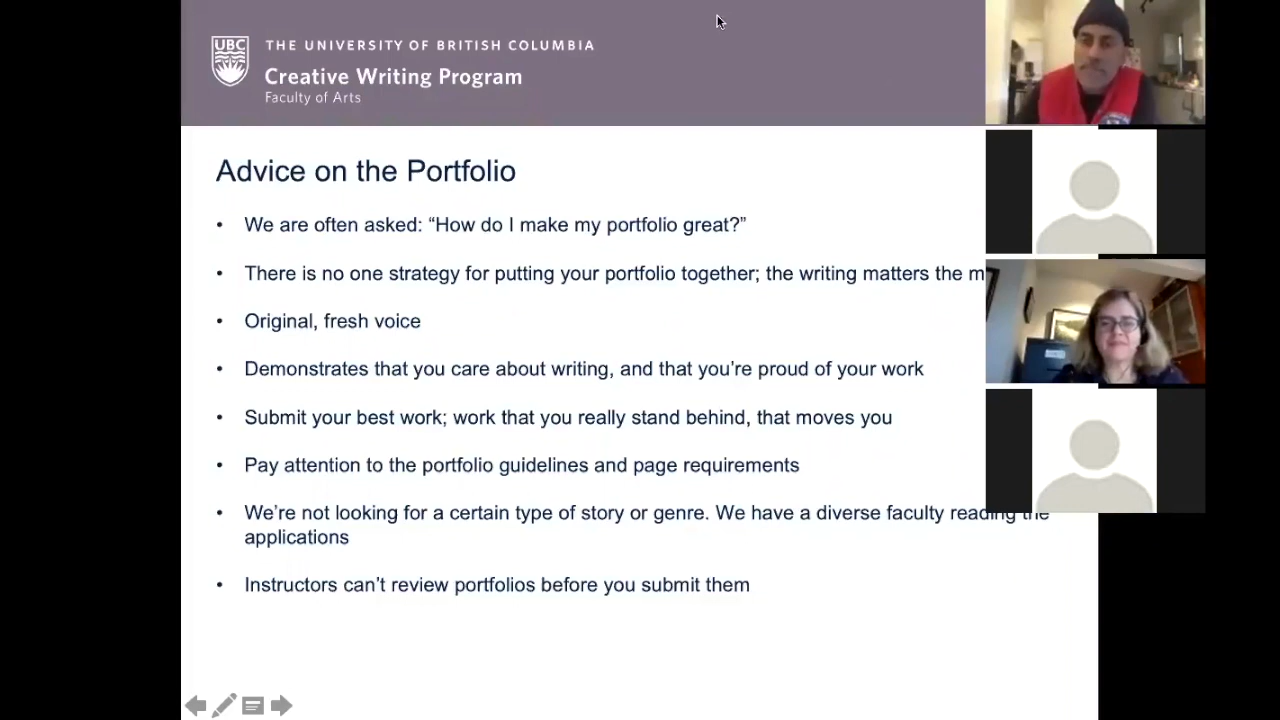 UBC
THE UNIVERSITY OF BRITISH COLUMBIA
Creative Writing Program
Faculty of Arts
Advice on the Portfolio
• We are often asked: “How do I make my portfolio great?”
• There is no one strategy for putting your portfolio together; the writing matters the
• Original, fresh voice
• Demonstrates that you care about writing, and that you’re proud of your work
• Submit your best work; work that you really stand behind, that moves you
• Pay attention to the portfolio guidelines and page requirements
• We’re not looking for a certain type of story or genre. We have a diverse faculty reading the
applications
• Instructors can’t review portfolios before you submit them